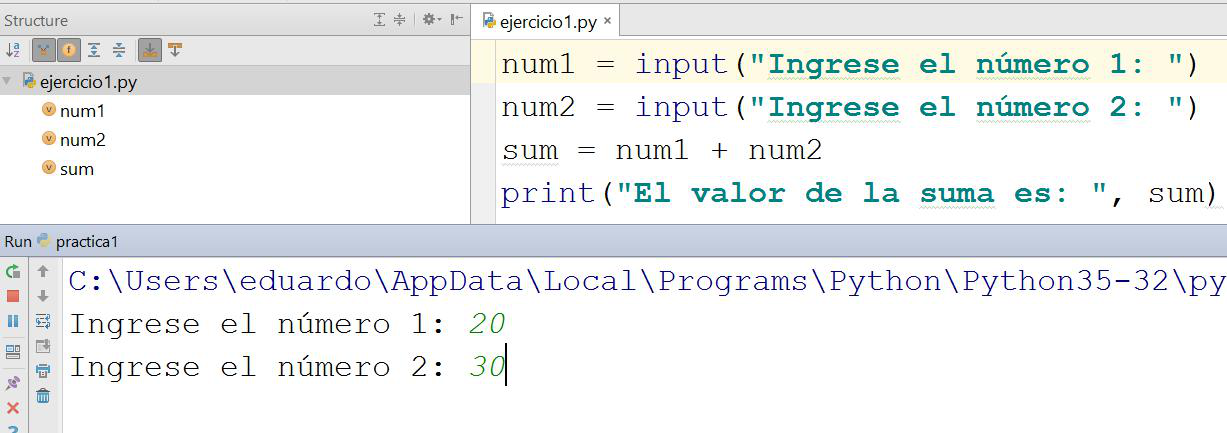 Structure
ejercicio1.py
num1
num2
sum
ejercicio1.py
num1 = input("Ingrese el número 1: ")
num2 = input("Ingrese el número 2: ")
sum = num1 + num2
print("El valor de la suma es: ", sum)
Run practica1
C:\Users\eduardo\AppData\Local\Programs\Python\Python35-32\py
Ingrese el número 1: 20
Ingrese el número 2: 30